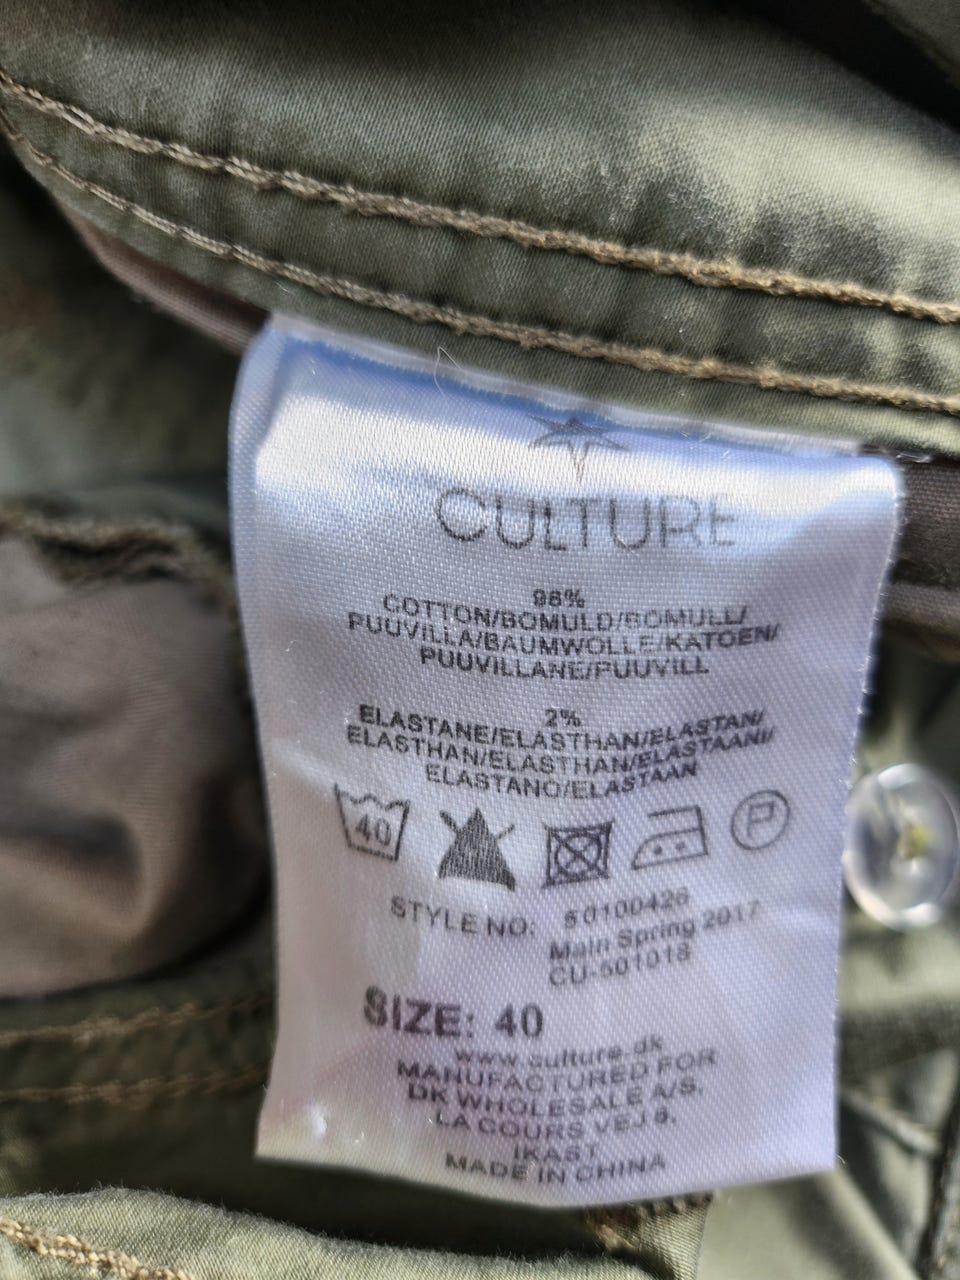 CULTURE
98%
COTTON/BOMULD/BOMULL/
PUUVILLA/BAUMWOLLE/KATOEN/
PUUVILLANE/PUUVILL
2%
ELASTANE/ELASTHAN/ELASTAN/
ELASTHAN/ELASTHAN/ELASTAANI/
ELASTANO/ELASTAAN
40 P
STYLE NO: 50100426
Main Spring 2017
CU-501018
SIZE: 40
www.culture.dk
MANUFACTURED FOR
DK WHOLESALE A/S.
LA COURS VEJ 6.
IKAST
MADE IN CHINA